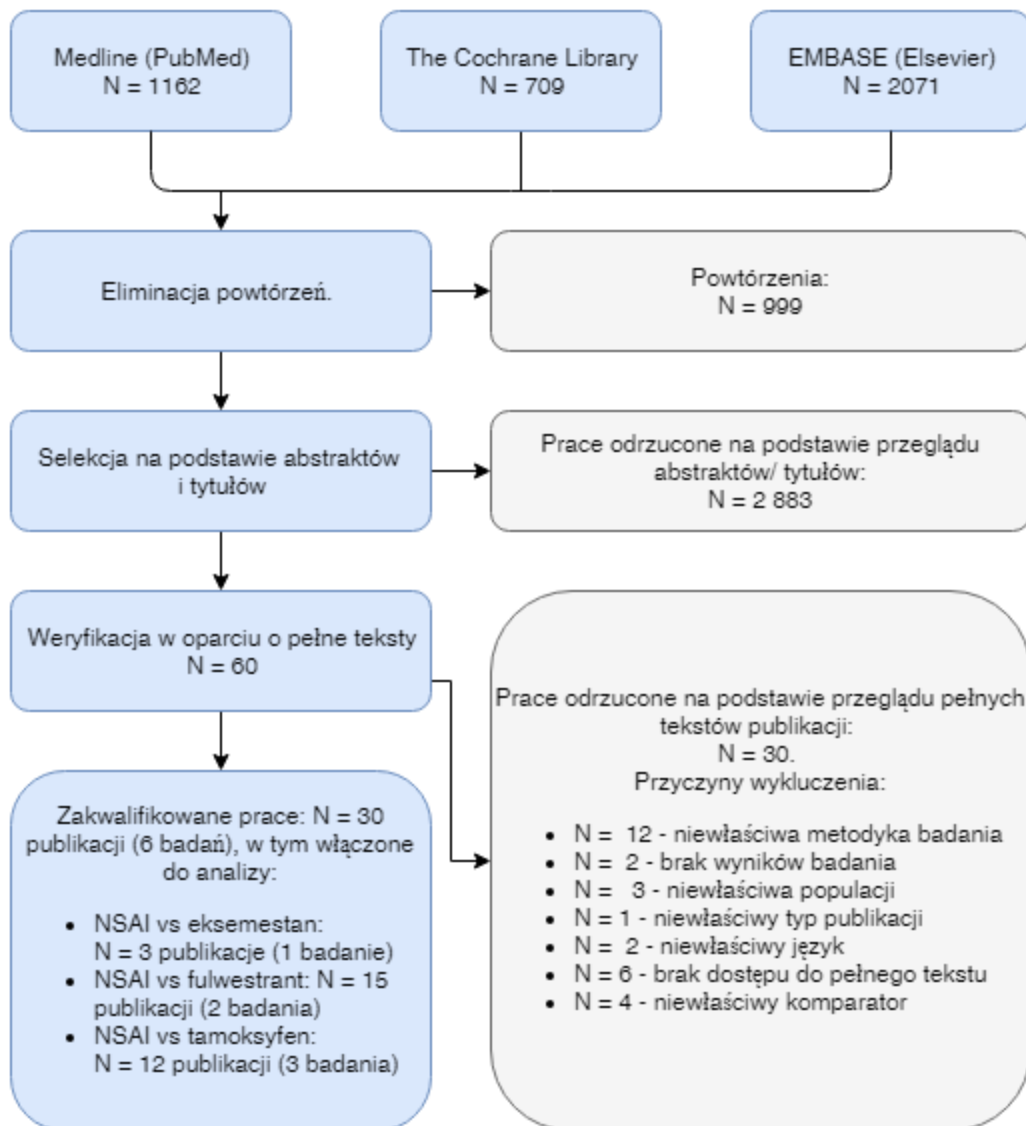 Medline (PubMed)
N = 1162
The Cochrane Library
N = 709
EMBASE (Elsevier)
N = 2071
Eliminacja powtórzeń.
Powtórzenia:
N = 999
Selekcja na podstawie abstraktów
i tytułów
Prace odrzucone na podstawie przeglądu
abstraktów/ tytułów:
N = 2 883
Weryfikacja w oparciu o pełne teksty
N = 60
Prace odrzucone na podstawie przeglądu pełnych
tekstów publikacji:
N = 30.
Przyczyny wykluczenia:
• N = 12 - niewłaściwa metodyka badania
• N = 2 - brak wyników badania
• N = 3 - niewłaściwa populacji
• N = 1 - niewłaściwy typ publikacji
• N = 2 - niewłaściwy język
• N = 6 - brak dostępu do pełnego tekstu
• N = 4 - niewłaściwy komparator
Zakwalifikowane prace: N = 30
publikacji (6 badań), w tym włączone
do analizy:
• NSAI vs eksemestan:
N = 3 publikacje (1 badanie)
• NSAI vs fulwestrant: N = 15
publikacji (2 badania)
• NSAI vs tamoksyfen:
N = 12 publikacji (3 badania)